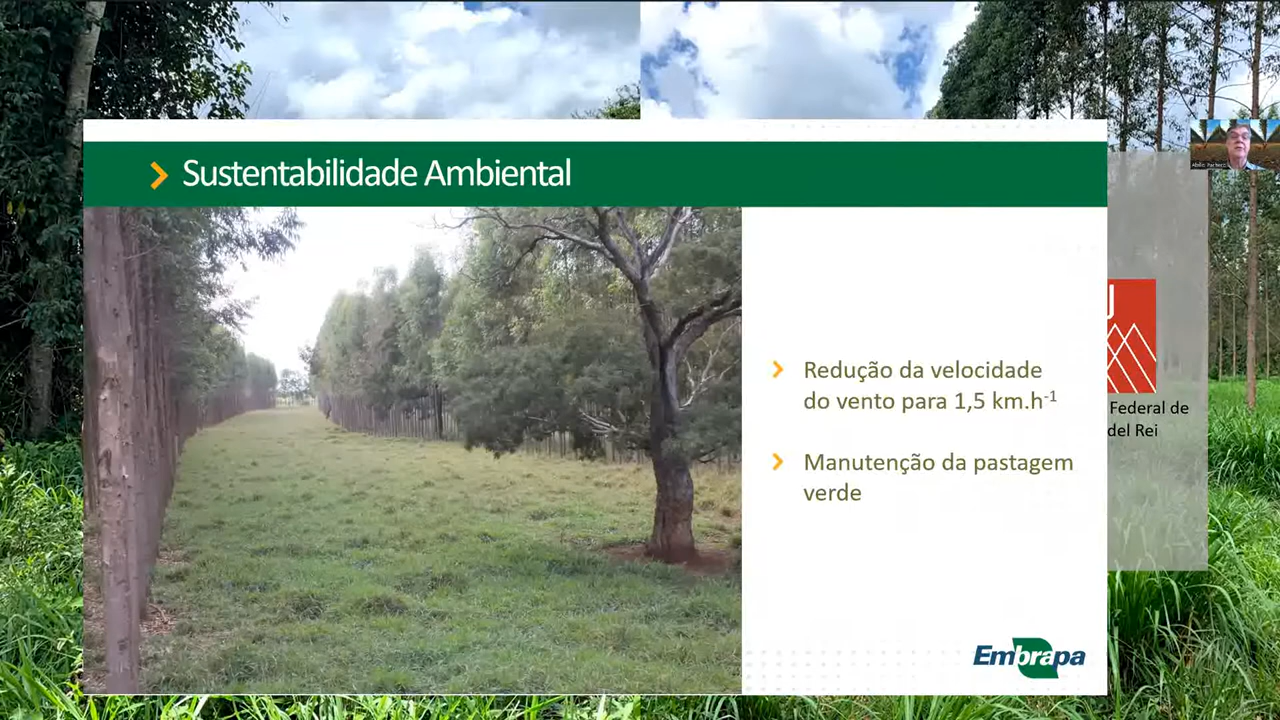 Sustentabilidade Ambiental
Redução da velocidade
do vento para 1,5 km.h-1
Manutenção da pastagem
verde
Embrapa
J
Federal de
del Rei